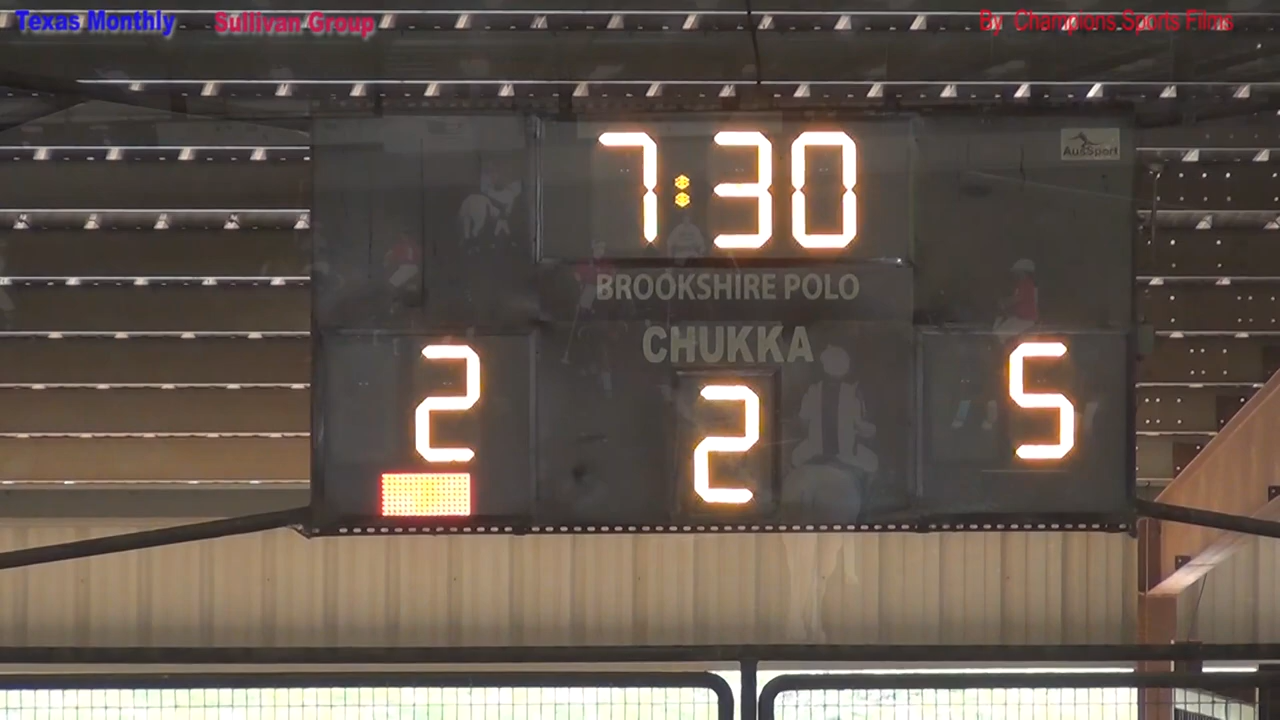 Texas Monthly Sullivan Group By Champions Sports Films
7:30
AusSport
BROOKSHIRE POLO
CHUKKA
2 2 5